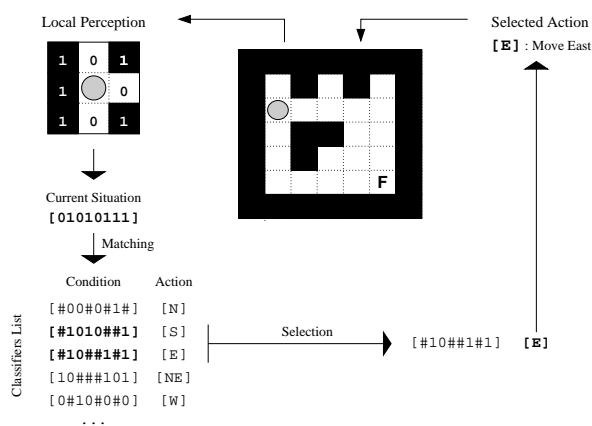 Local Perception
Selected Action
[E] : Move East
1 0 1
1 0
1 0 1
F
Current Situation
[01010111]
Matching
Condition Action
Classifiers List
[#00#0#1#] [N]
[#1010##1] [S]
[#10##1#1] [E]
[10###101] [NE]
[0#10#0#0] [W]
...
Selection
[#10##1#1] [E]